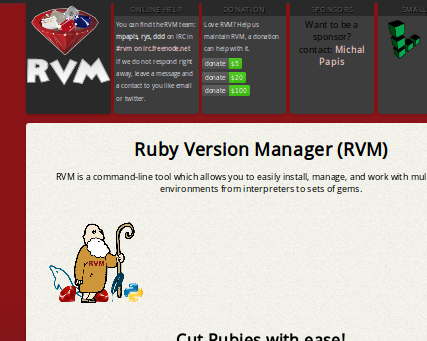 ONLINE HELP
DONATION
SPONSORS
SMALL
RVM
You can find the RVM team:
mpapis, rys, ddd on IRC in
#rvm on irc.freenode.net
If we do not respond right
away, leave a message and
a contact to you like email
or twitter.
Love RVM? Help us
maintain RVM, a donation
can help with it.
donate $5
donate $20
donate $100
Want to be a
sponsor?
contact: Michal
Papis
Ruby Version Manager (RVM)
RVM is a command-line tool which allows you to easily install, manage, and work with mul
environments from interpreters to sets of gems.
RVM
Cut Rubies with ease!